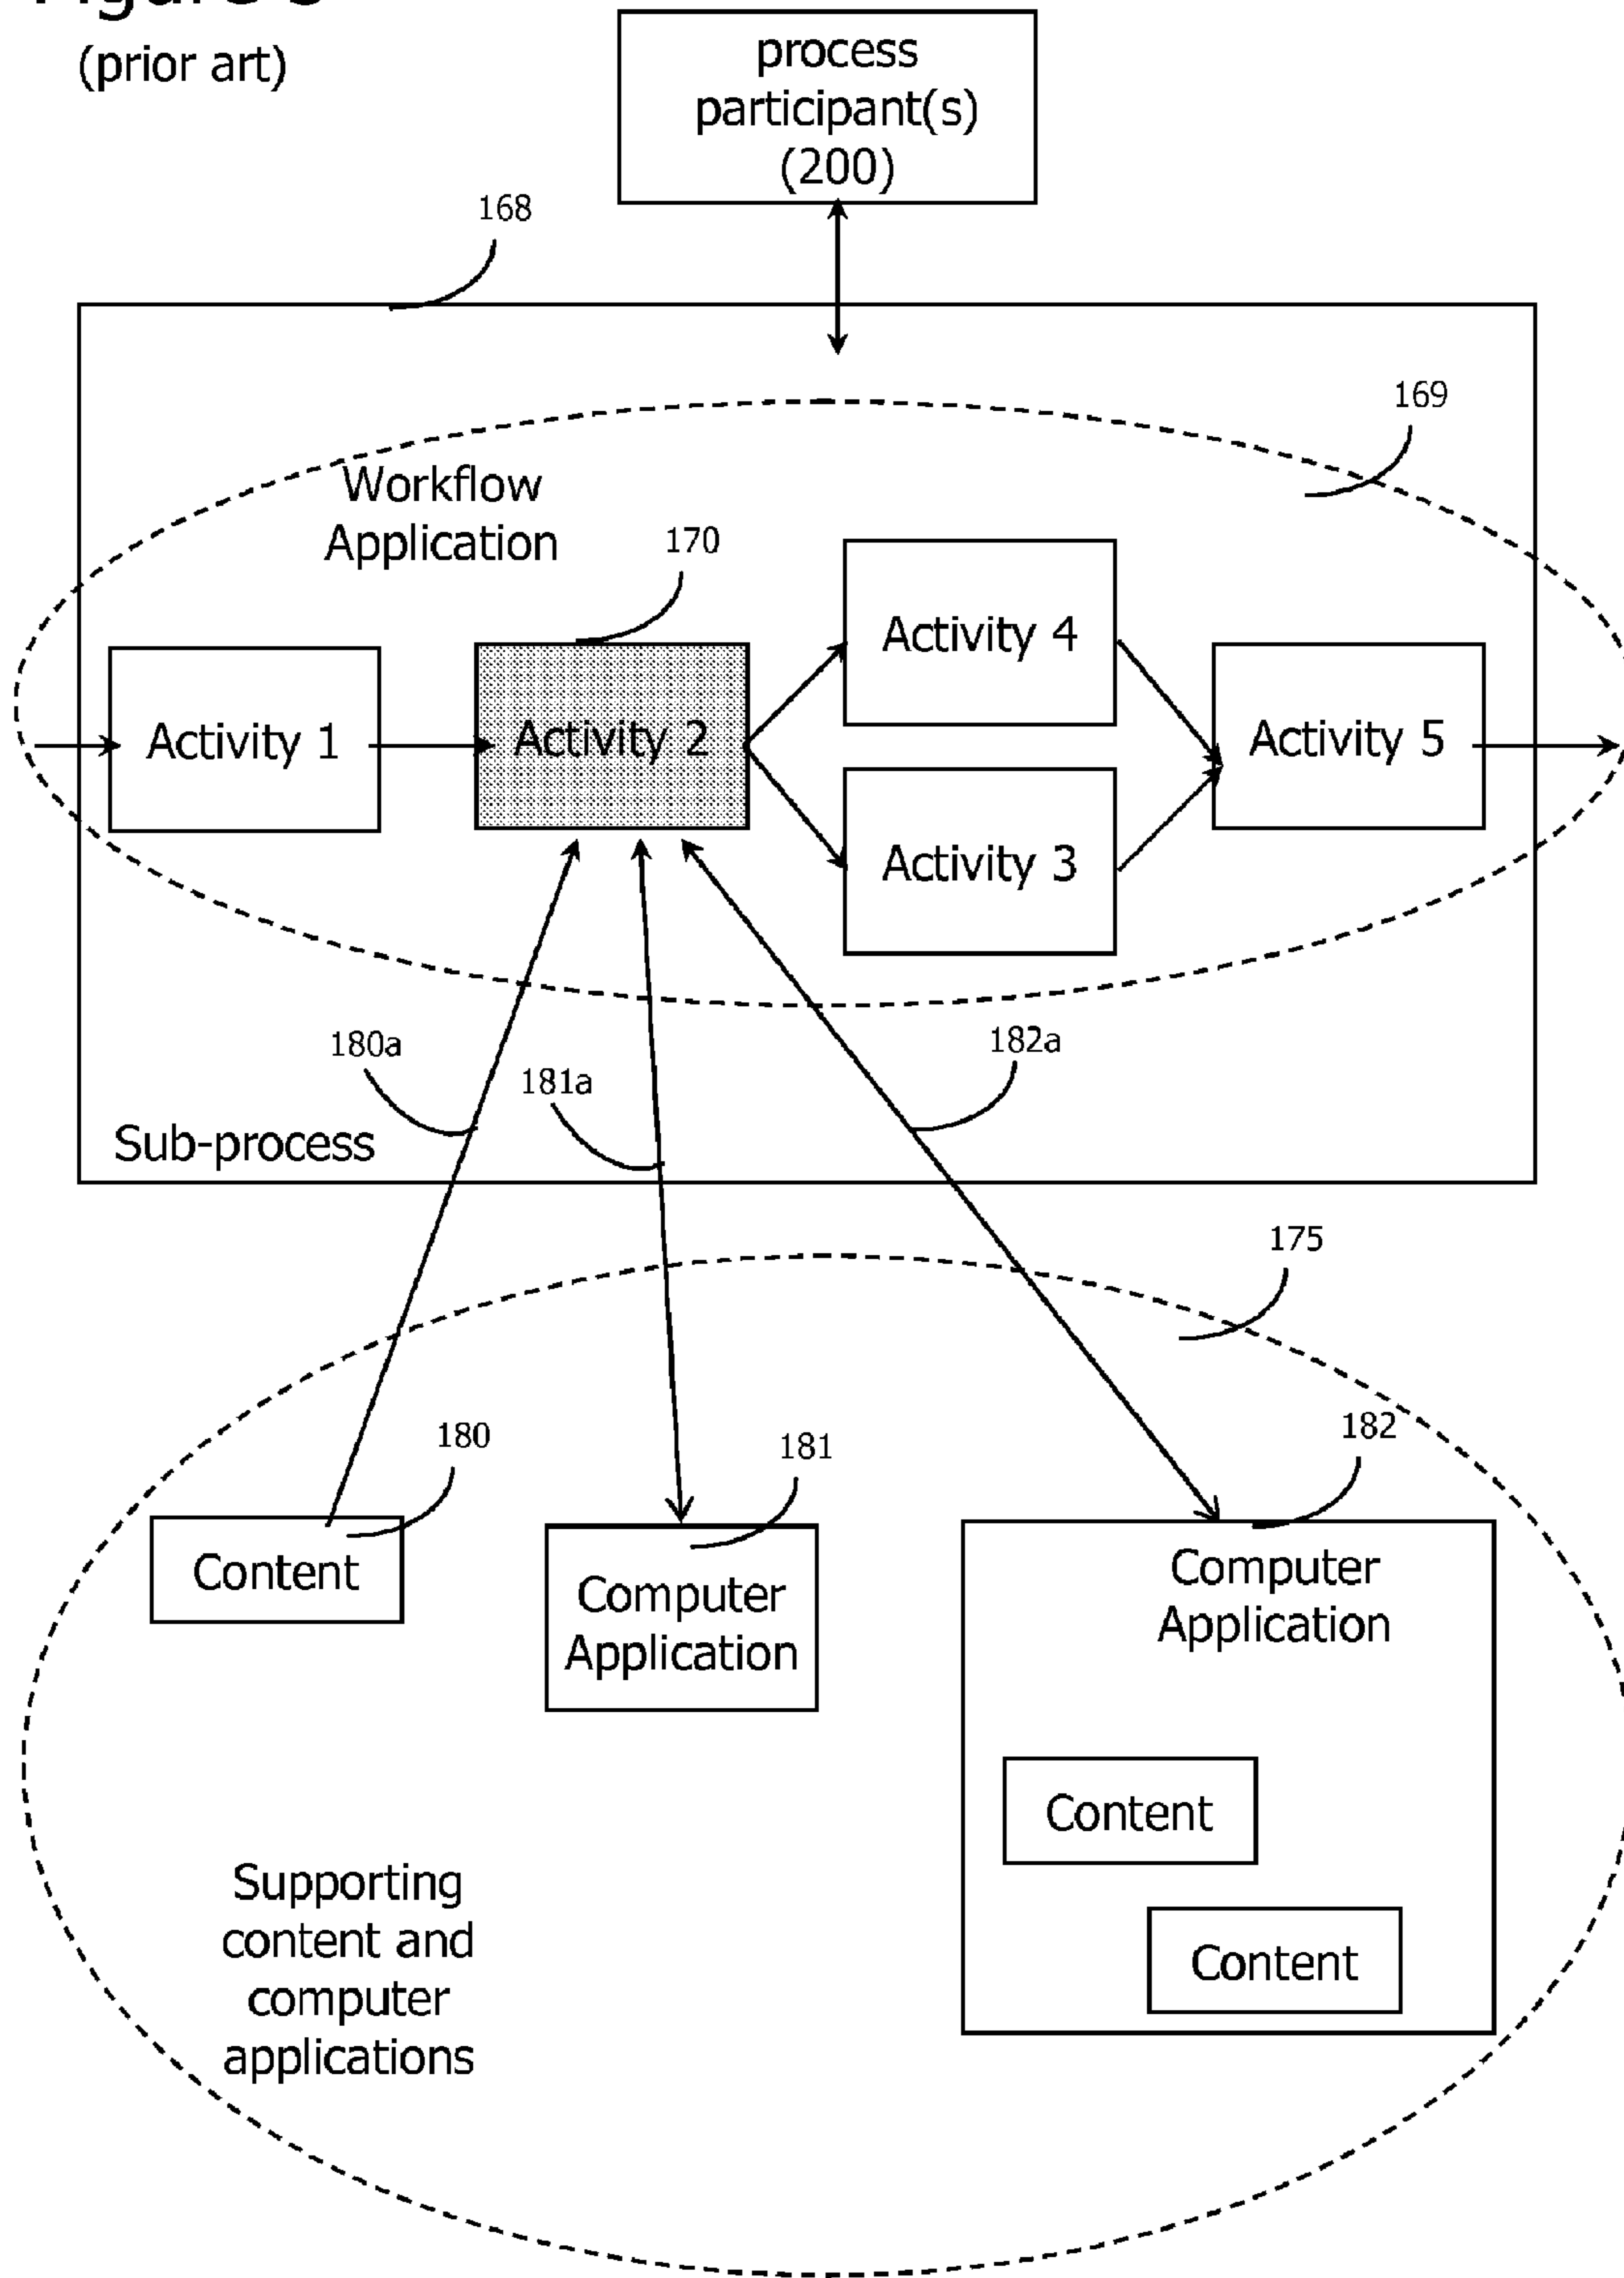 (prior art)
process
participant(s)
(200)
168
169
Workflow
Application
170
Activity 4
Activity 1
Activity 2
Activity 5
Activity 3
180a
181a
182a
Sub-process
175
180
181
182
Content
Computer
Application
Computer
Application
Content
Content
Supporting
content and
computer
applications